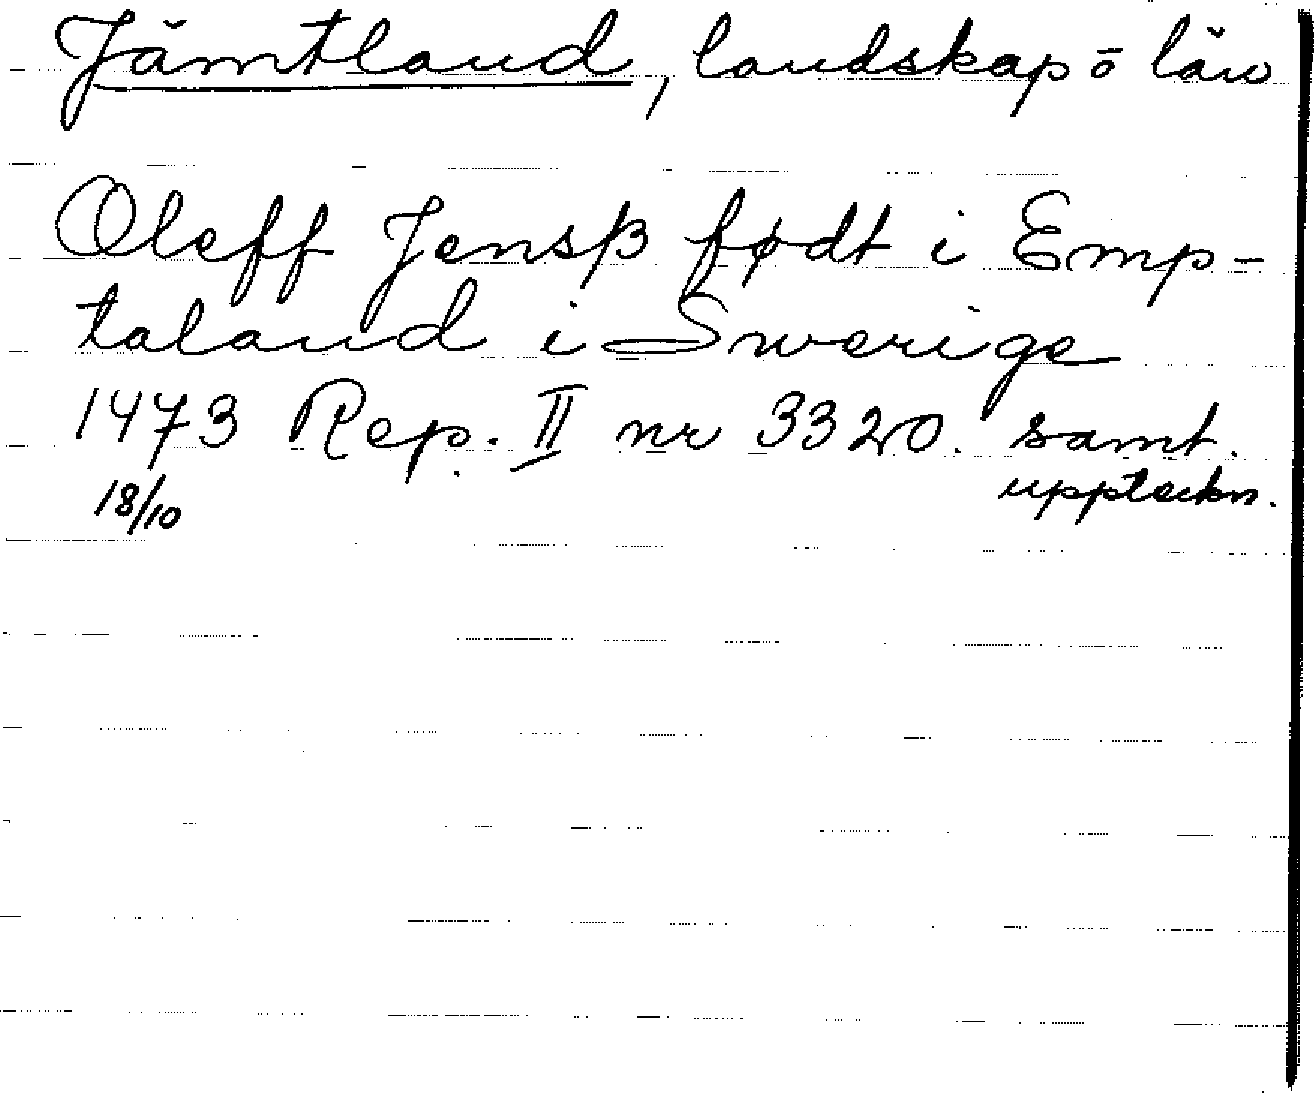 Jämtland, landskap o län
Oleff Jensß født i Emp-
taland i Swerige
1473 Rep. II nr 3320. samt.
18/10 uppteckn.